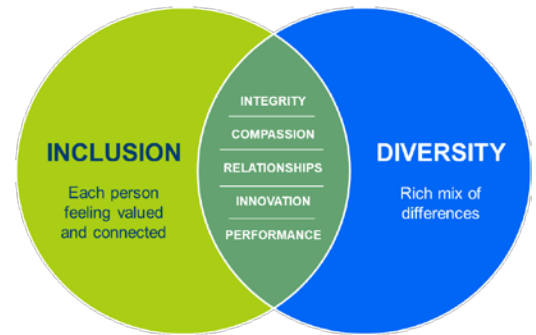 INCLUSION
Each person
feeling valued
and connected
INTEGRITY
COMPASSION
RELATIONSHIPS
INNOVATION
PERFORMANCE
DIVERSITY
Rich mix of
differences